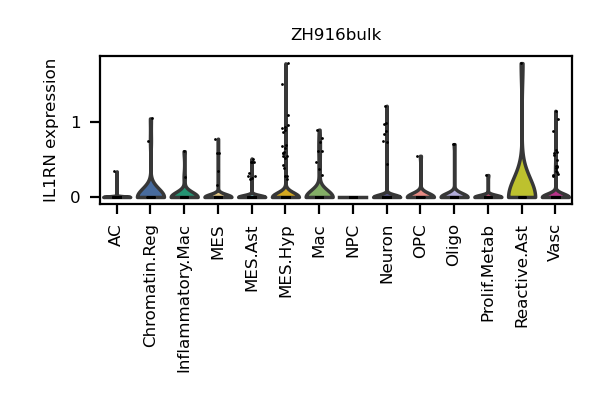 ZH916bulk
IL1RN expression
1
0
AC
Chromatin.Reg
Inflammatory.Mac
MES
MES.Ast
MES.Hyp
Mac
NPC
Neuron
OPC
Oligo
Prolif.Metab
Reactive.Ast
Vasc